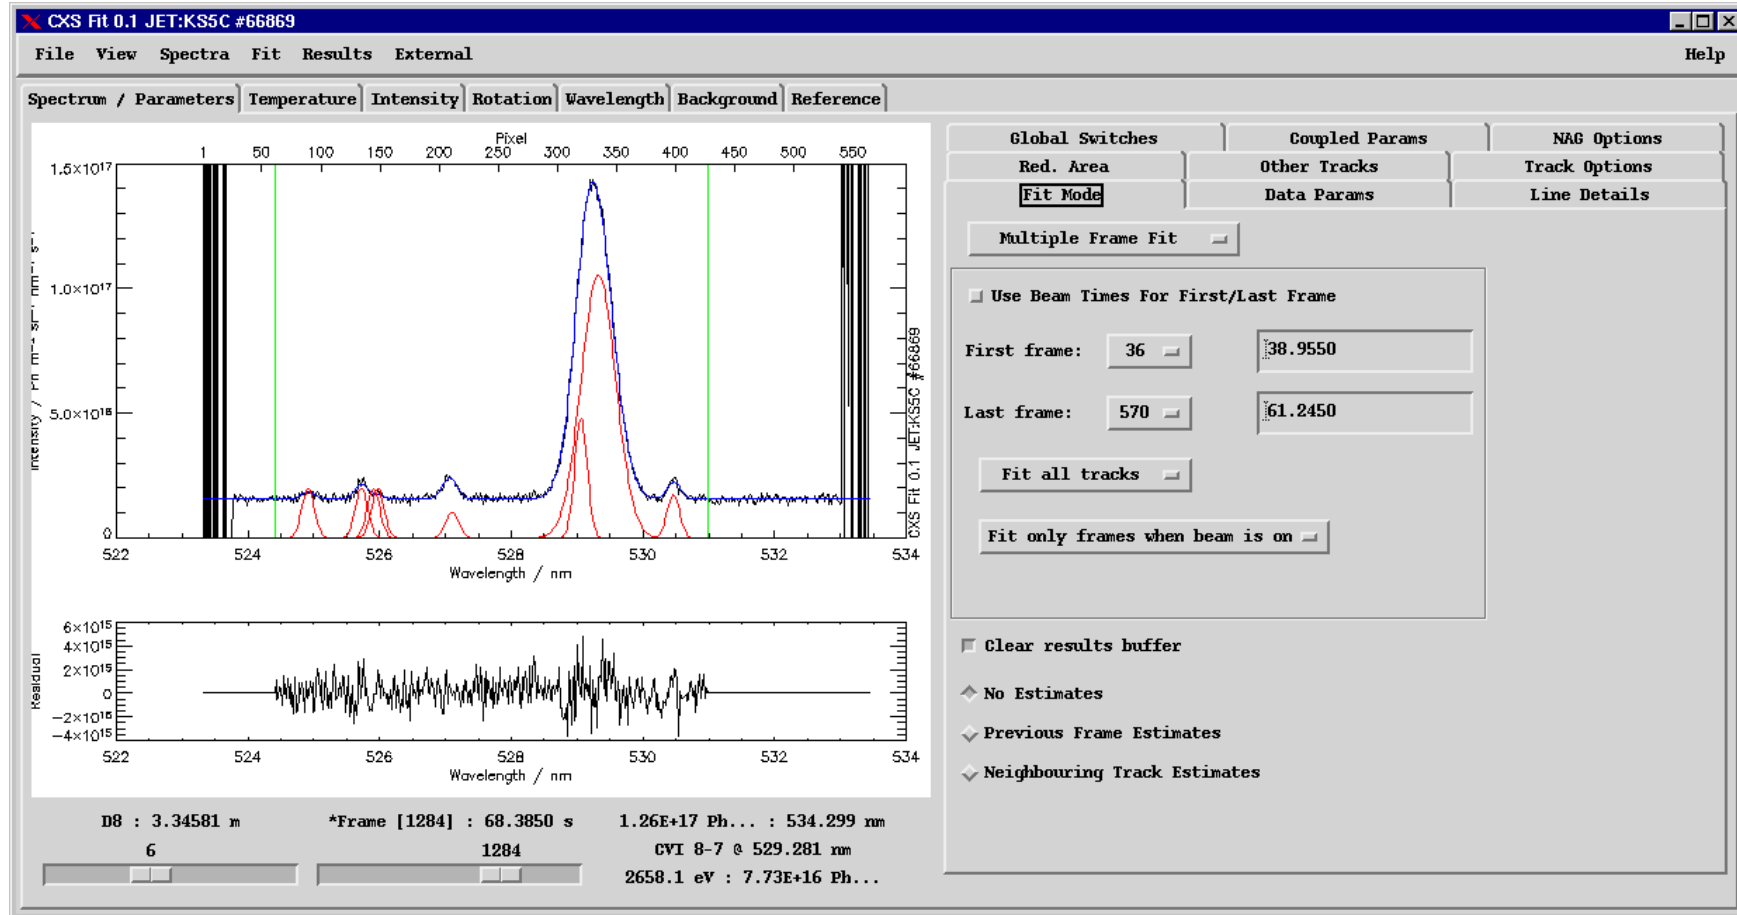 CXS Fit 0.1 JET:KS5C #66869
File View Spectra Fit Results External Help
Spectrum / Parameters Temperature Intensity Rotation Wavelength Background Reference
Pixel
1 50 100 150 200 250 300 350 400 450 500 550
1.5×10¹⁷
1.0×10¹⁷
5.0×10¹⁶
0
Intensity / Ph m⁻² sr⁻¹ nm⁻¹ s⁻¹
CXS Fit 0.1 JET:KS5C #66869
522 524 526 528 530 532 534
Wavelength / nm
6×10¹⁵
4×10¹⁵
2×10¹⁵
0
−2×10¹⁵
−4×10¹⁵
Residual
522 524 526 528 530 532 534
Wavelength / nm
D8 : 3.34581 m *Frame [1284] : 68.3850 s 1.26E+17 Ph... : 534.299 nm
6 1284 CVI 8-7 @ 529.281 nm
2658.1 eV : 7.73E+16 Ph...
Global Switches Coupled Params NAG Options
Red. Area Other Tracks Track Options
Fit Mode Data Params Line Details
Multiple Frame Fit
Use Beam Times For First/Last Frame
First frame: 36 38.9550
Last frame: 570 61.2450
Fit all tracks
Fit only frames when beam is on
Clear results buffer
No Estimates
Previous Frame Estimates
Neighbouring Track Estimates